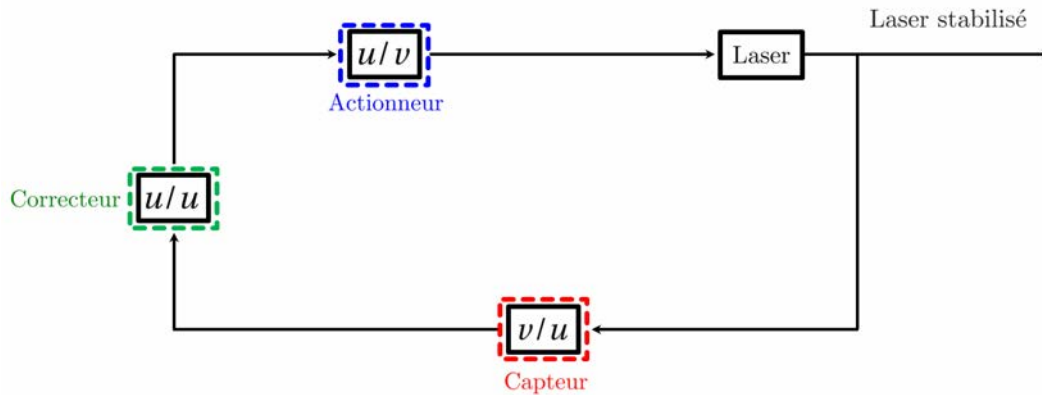 Laser stabilisé
u/v
Laser
Actionneur
Correcteur
u/u
v/u
Capteur